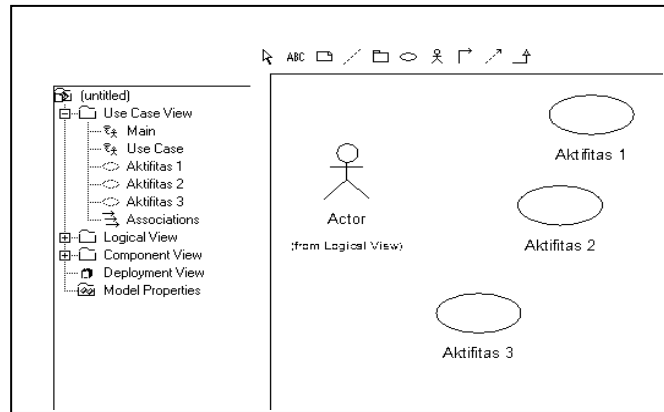 ABC
(untitled)
Use Case View
Main
Use Case
Aktifitas 1
Aktifitas 2
Aktifitas 3
Associations
Logical View
Component View
Deployment View
Model Properties
Aktifitas 1
Actor
(from Logical View)
Aktifitas 2
Aktifitas 3